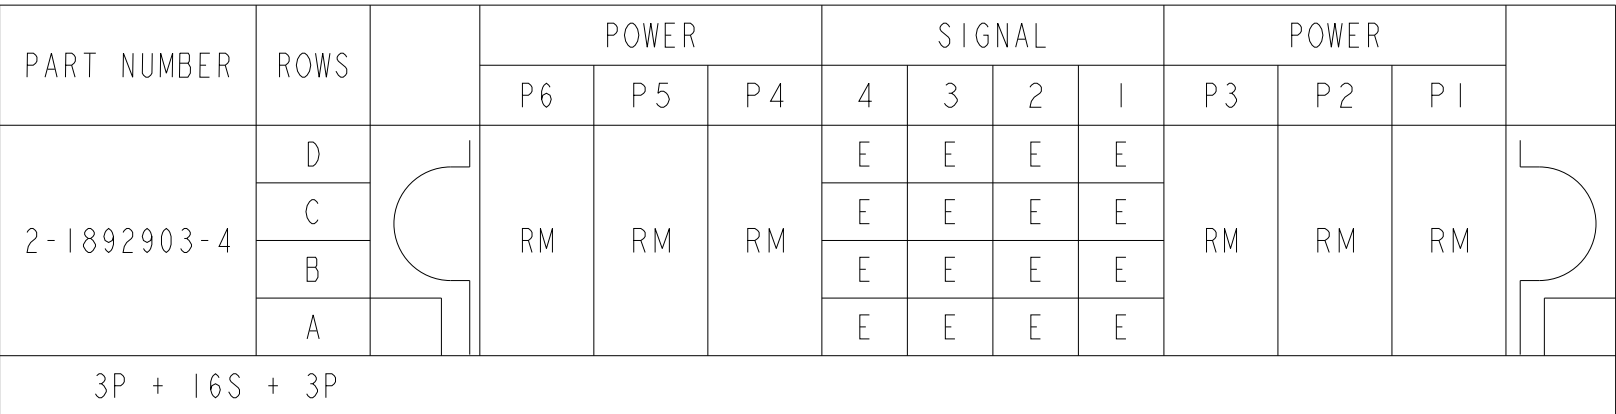 POWER SIGNAL POWER
PART NUMBER ROWS
P6 P5 P4 4 3 2 1 P3 P2 P1
D E E E E
C E E E E
2-1892903-4 RM RM RM RM RM RM
B E E E E
A E E E E
3P + 16S + 3P